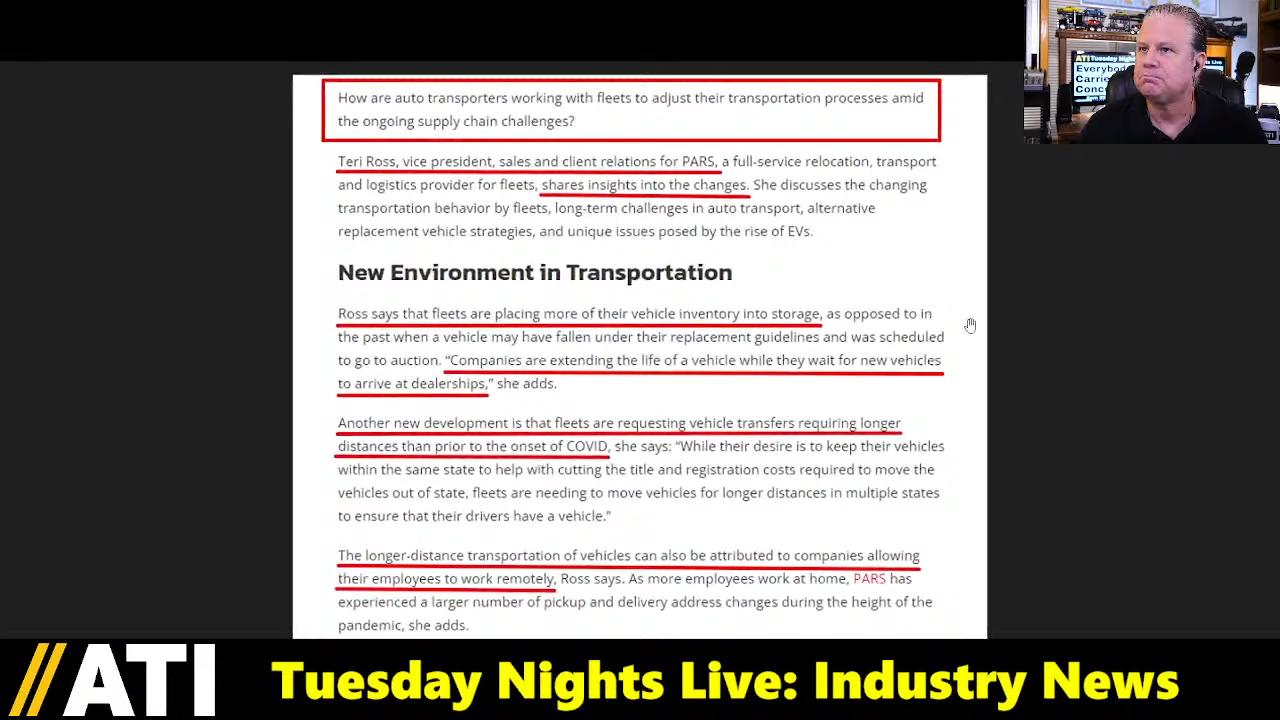 How are auto transporters working with fleets to adjust their transportation processes amid
the ongoing supply chain challenges?
Teri Ross, vice president, sales and client relations for PARS, a full-service relocation, transport
and logistics provider for fleets, shares insights into the changes. She discusses the changing
transportation behavior by fleets, long-term challenges in auto transport, alternative
replacement vehicle strategies, and unique issues posed by the rise of EVs.
New Environment in Transportation
Ross says that fleets are placing more of their vehicle inventory into storage, as opposed to in
the past when a vehicle may have fallen under their replacement guidelines and was scheduled
to go to auction. “Companies are extending the life of a vehicle while they wait for new vehicles
to arrive at dealerships,” she adds.
Another new development is that fleets are requesting vehicle transfers requiring longer
distances than prior to the onset of COVID, she says: “While their desire is to keep their vehicles
within the same state to help with cutting the title and registration costs required to move the
vehicles out of state, fleets are needing to move vehicles for longer distances in multiple states
to ensure that their drivers have a vehicle.”
The longer-distance transportation of vehicles can also be attributed to companies allowing
their employees to work remotely, Ross says. As more employees work at home, PARS has
experienced a larger number of pickup and delivery address changes during the height of the
pandemic, she adds.
ATI Tuesday Nights Live
Everybody
Carrie
Conc
//ATI
Tuesday Nights Live: Industry News